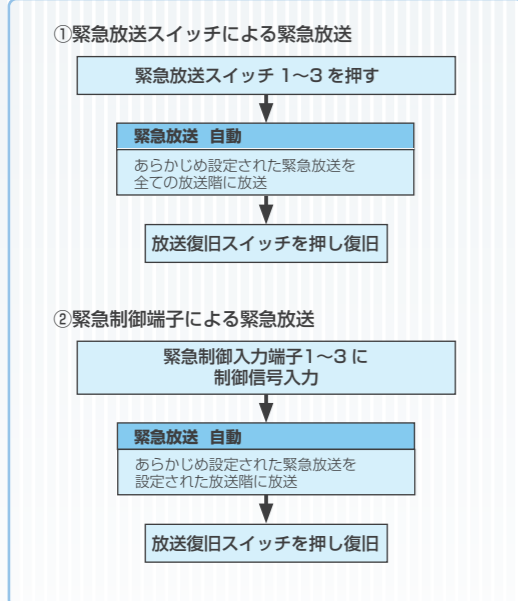 ①緊急放送スイッチによる緊急放送
緊急放送スイッチ 1～3 を押す
緊急放送 自動
あらかじめ設定された緊急放送を
全ての放送階に放送
放送復旧スイッチを押し復旧
②緊急制御端子による緊急放送
緊急制御入力端子1～3 に
制御信号入力
緊急放送 自動
あらかじめ設定された緊急放送を
設定された放送階に放送
放送復旧スイッチを押し復旧